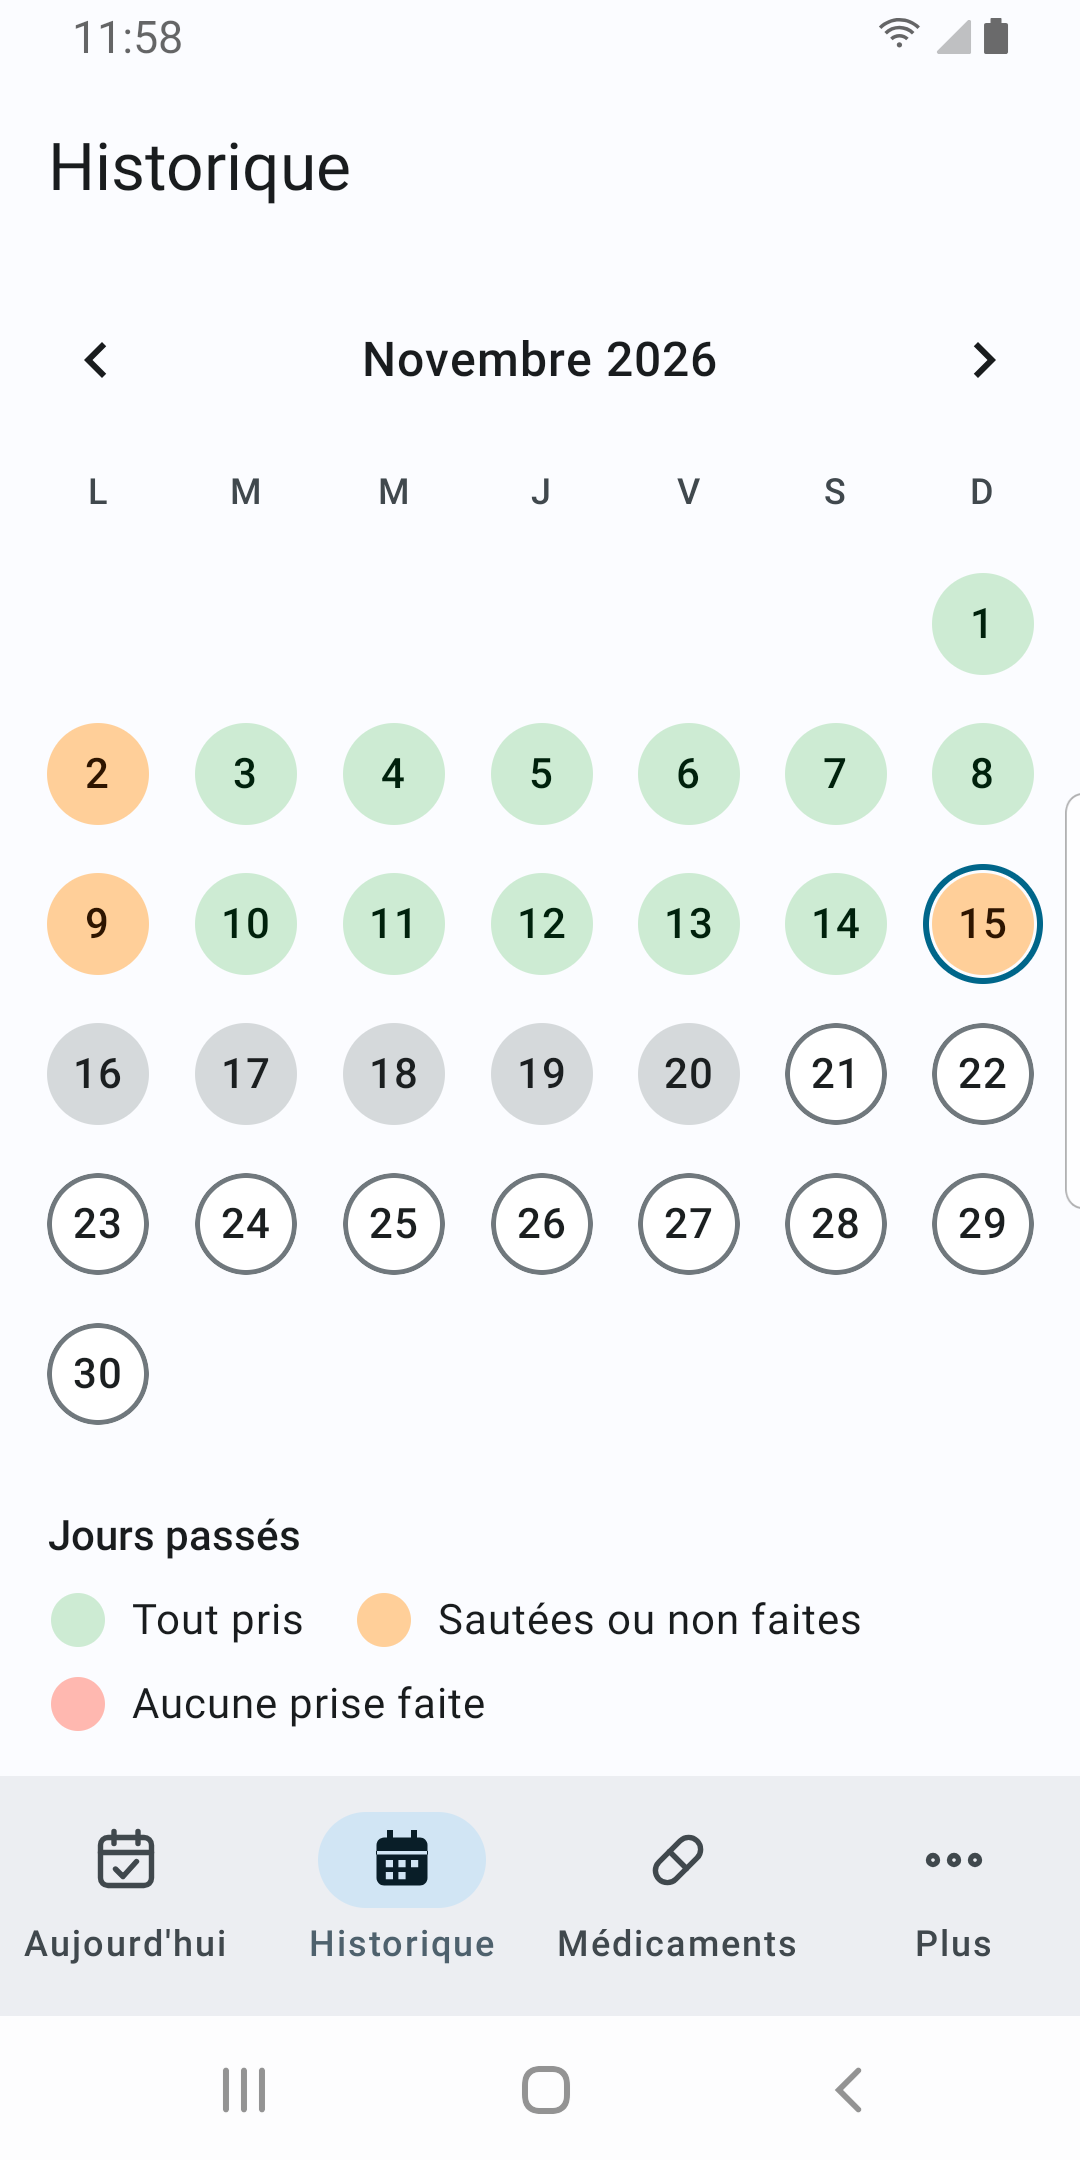 11:58
Historique
Novembre 2026
L M M J V S D
1
2 3 4 5 6 7 8
9 10 11 12 13 14 15
16 17 18 19 20 21 22
23 24 25 26 27 28 29
30
Jours passés
Tout pris Sautées ou non faites
Aucune prise faite
Aujourd'hui Historique Médicaments Plus